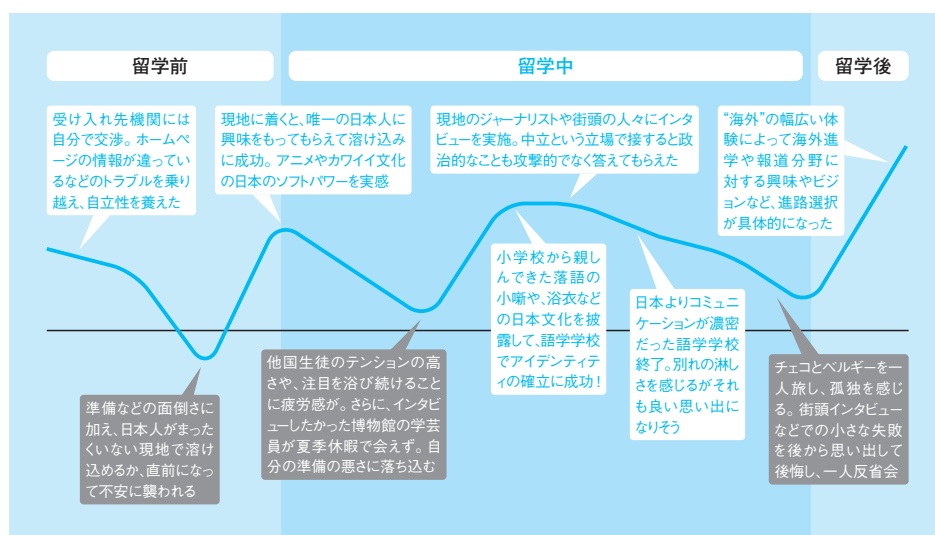 留学前
留学中
留学後
受け入れ先機関には
自分で交渉。ホームペ
ージの情報が違ってい
るなどのトラブルを乗り
越え、自立性を養えた
現地に着くと、唯一の日本人に
興味をもってもらえて溶け込み
に成功。アニメやカワイイ文化
の日本のソフトパワーを実感
現地のジャーナリストや街頭の人々にインタ
ビューを実施。中立という立場で接すると政
治的なことも攻撃的でなく答えてもらえた
“海外”の幅広い体
験によって海外進
学や報道分野に
対する興味やビジ
ョンなど、進路選択
が具体的になった
小学校から親し
んできた落語の
小噺や、浴衣など
の日本文化を披
露して、語学学校
でアイデンティテ
ィの確立に成功！
日本よりコミュニ
ケーションが濃密
だった語学学校
終了。別れの淋し
さを感じるがそれ
も良い思い出に
なりそう
準備などの面倒さに
加え、日本人がまった
くいない現地で溶け
込めるか、直前になっ
て不安に襲われる
他国生徒のテンションの高
さや、注目を浴び続けること
に疲労感が。さらに、インタビ
ューしたかった博物館の学芸
員が夏季休暇で会えず。自
分の準備の悪さに落ち込む
チェコとベルギーを一
人旅し、孤独を感じ
る。街頭インタビュー
などでの小さな失敗
を後から思い出して
後悔し、一人反省会